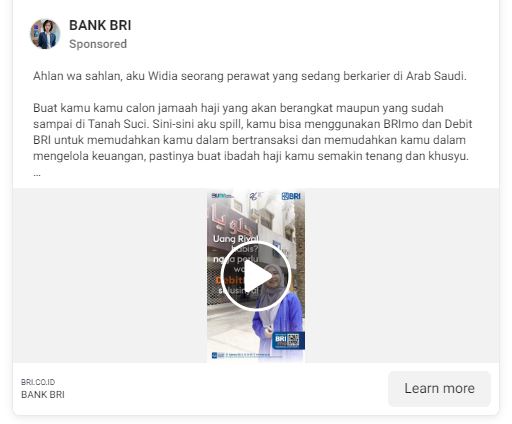 BANK BRI
Sponsored
Ahlan wa sahlan, aku Widia seorang perawat yang sedang berkarier di Arab Saudi.
Buat kamu kamu calon jamaah haji yang akan berangkat maupun yang sudah
sampai di Tanah Suci. Sini-sini aku spill, kamu bisa menggunakan BRImo dan Debit
BRI untuk memudahkan kamu dalam bertransaksi dan memudahkan kamu dalam
mengelola keuangan, pastinya buat ibadah haji kamu semakin tenang dan khusyu.
...
BRI
Uang
BRI
BRI.CO.ID
BANK BRI
Learn more